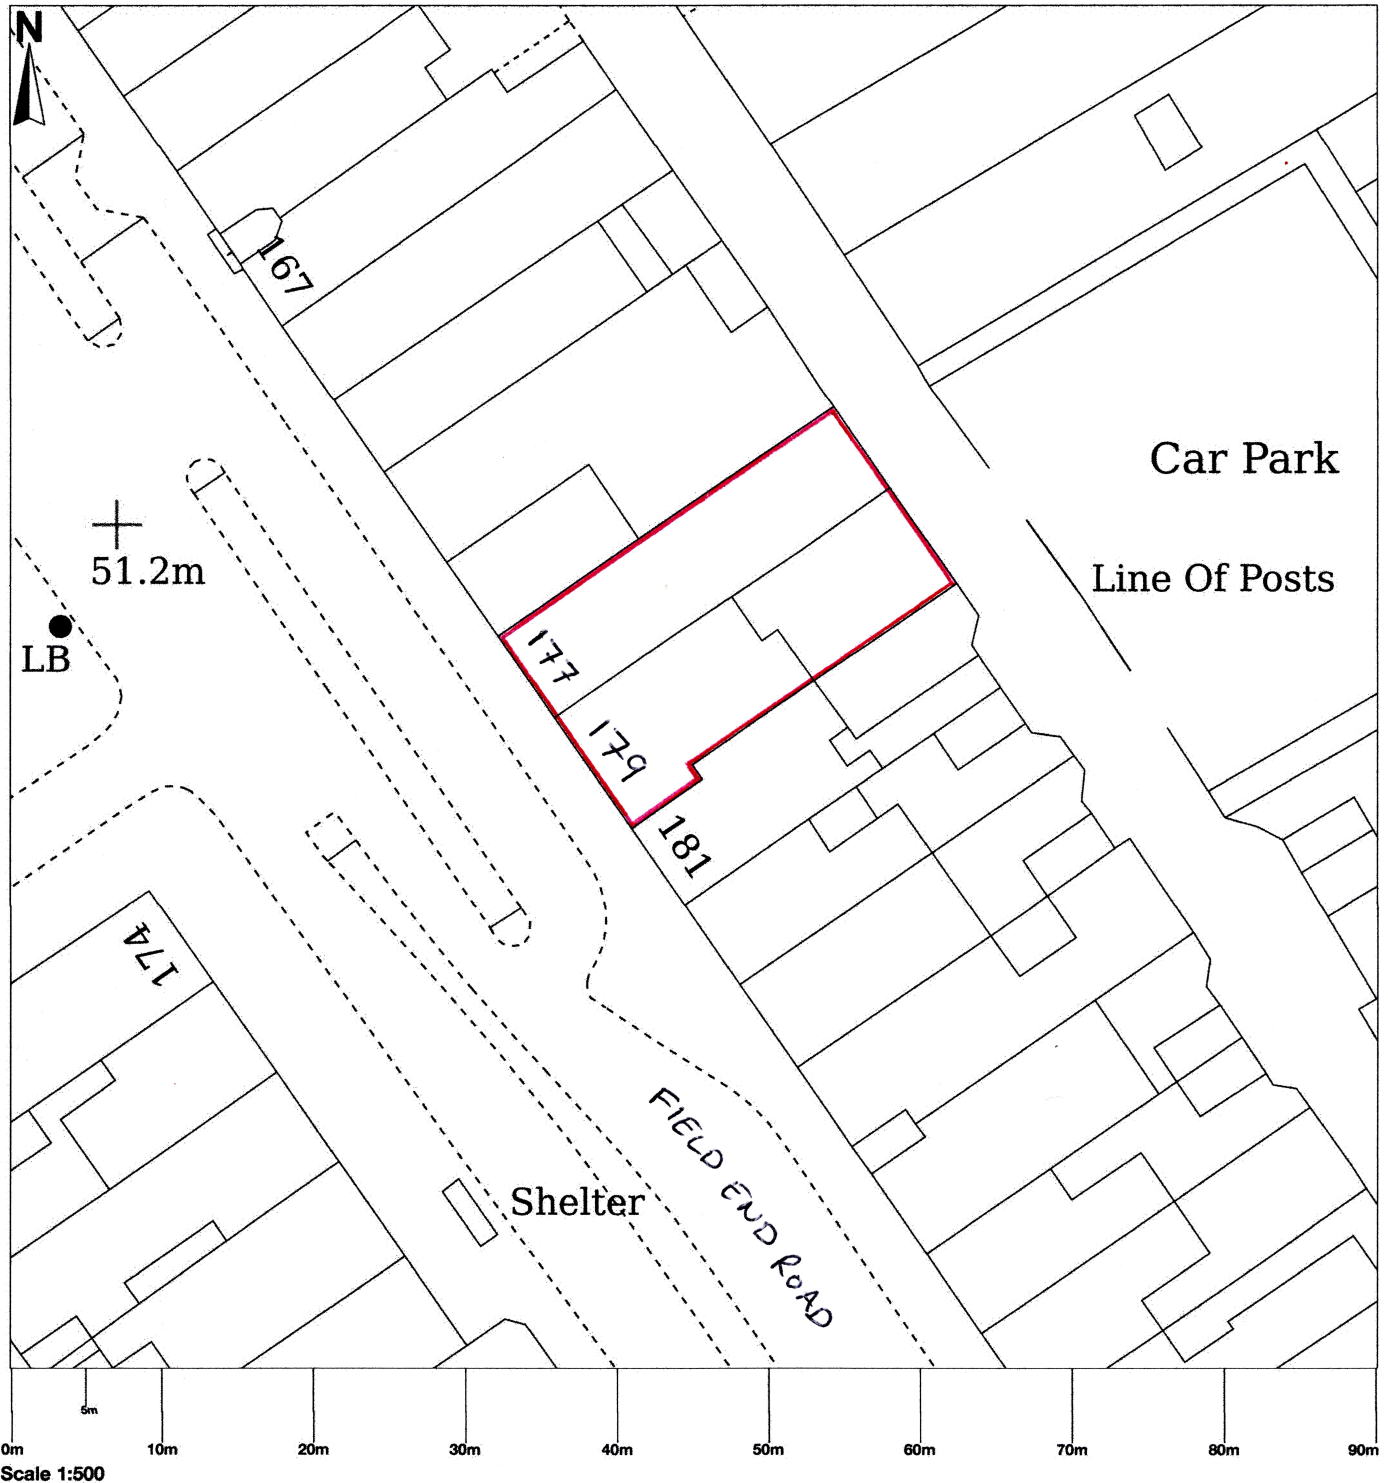 N
167
Car Park
51.2m
Line Of Posts
LB
177
179
181
174
FIELD END ROAD
Shelter
5m
0m 10m 20m 30m 40m 50m 60m 70m 80m 90m
Scale 1:500